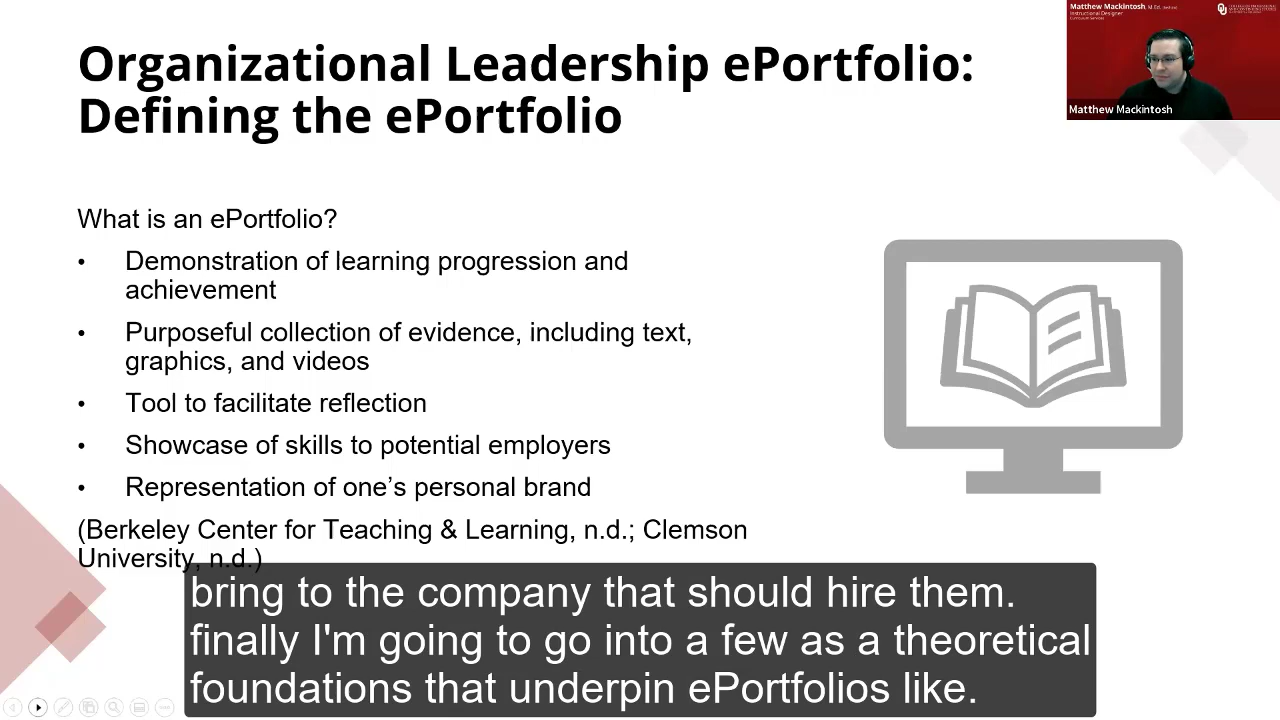 Organizational Leadership ePortfolio:
Defining the ePortfolio
Matthew Mackintosh, M.Ed.
Instructional Designer
Curriculum Services
Matthew Mackintosh
What is an ePortfolio?
• Demonstration of learning progression and
achievement
• Purposeful collection of evidence, including text,
graphics, and videos
• Tool to facilitate reflection
• Showcase of skills to potential employers
• Representation of one’s personal brand
(Berkeley Center for Teaching & Learning, n.d.; Clemson
University, n.d.)
bring to the company that should hire them.
finally I'm going to go into a few as a theoretical
foundations that underpin ePortfolios like.